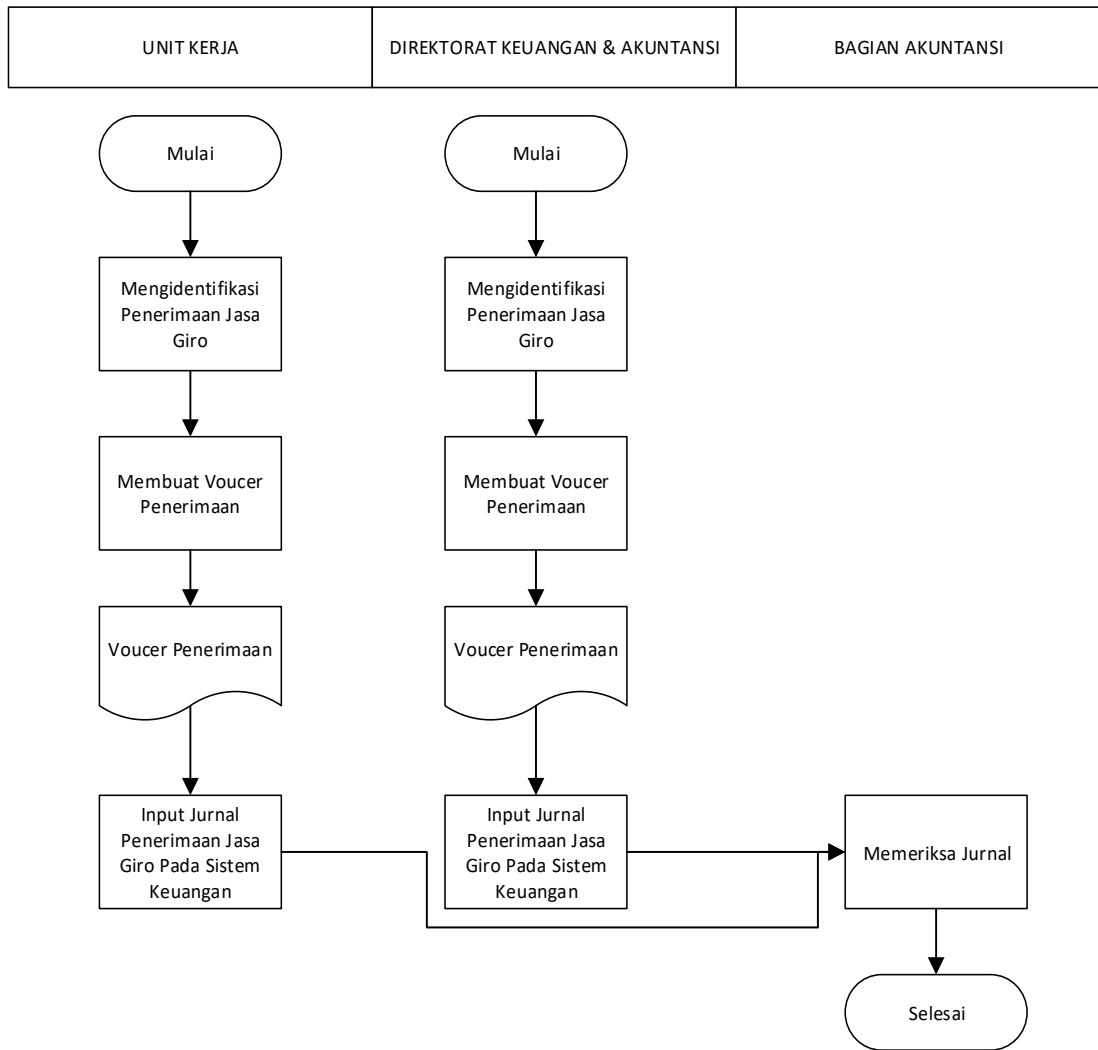 UNIT KERJA
DIREKTORAT KEUANGAN & AKUNTANSI
BAGIAN AKUNTANSI
Mulai
Mulai
Mengidentifikasi
Penerimaan Jasa
Giro
Mengidentifikasi
Penerimaan Jasa
Giro
Membuat Voucer
Penerimaan
Membuat Voucer
Penerimaan
Voucer Penerimaan
Voucer Penerimaan
Input Jurnal
Penerimaan Jasa
Giro Pada Sistem
Keuangan
Input Jurnal
Penerimaan Jasa
Giro Pada Sistem
Keuangan
Memeriksa Jurnal
Selesai